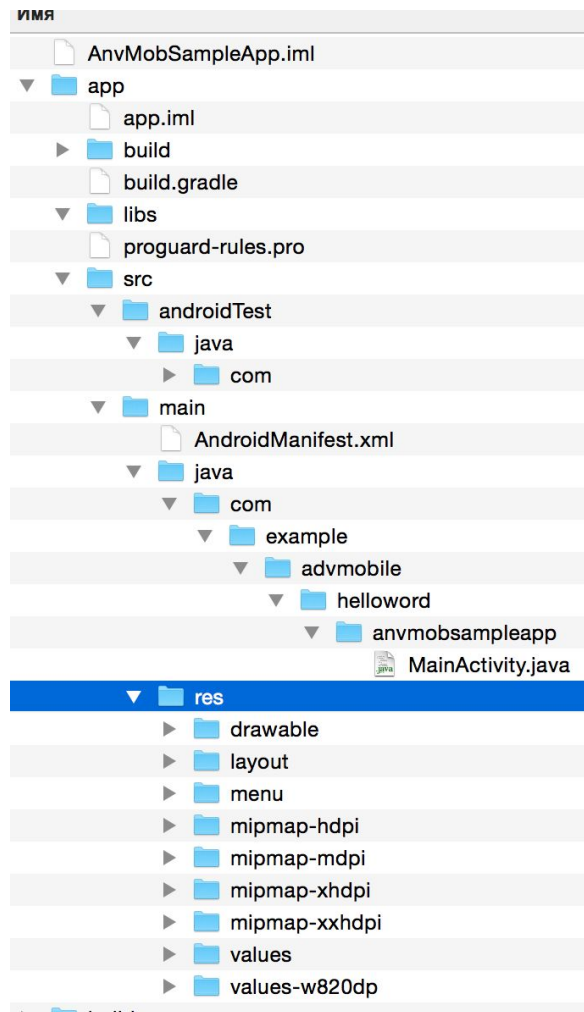 Имя
AnvMobSampleApp.iml
app
app.iml
build
build.gradle
libs
proguard-rules.pro
src
androidTest
java
com
main
AndroidManifest.xml
java
com
example
advmobile
helloword
anvmobsampleapp
MainActivity.java
res
drawable
layout
menu
mipmap-hdpi
mipmap-mdpi
mipmap-xhdpi
mipmap-xxhdpi
values
values-w820dp